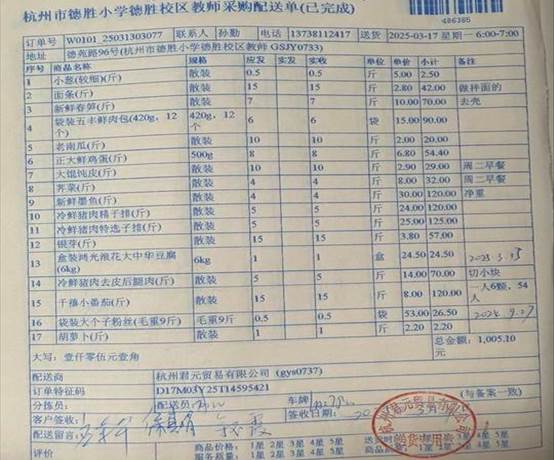 杭州市德胜小学德胜校区教师采购配送单(已完成)
486385
订单号 W0101_25031303077 联系人 孙勤 电话 13738112417 送货 2025-03-17 星期一 6:00-7:00
地址 德苑路96号(杭州市德胜小学德胜校区教师 GSJY0733)
序号 商品名称 规格 应发 实发 实收 单位 单价 小计 备注
1 小葱(较细)(斤) 散装 0.5 0.5 斤 5.00 2.50
2 面条(斤) 散装 15 15 斤 2.80 42.00 做拌面的
3 新鲜春笋(斤) 散装 7 7 斤 10.00 70.00 去壳
4 袋装五丰鲜肉包(420g，12个) 420g，12个 6 6 袋 15.00 90.00
5 老南瓜(斤) 散装 10 10 斤 2.00 20.00
6 正大鲜鸡蛋(斤) 500g 8 8 斤 6.80 54.40
7 大馄饨皮(斤) 散装 10 10 斤 2.90 29.00 周二早餐
8 荠菜(斤) 散装 4 4 斤 8.00 32.00 周二早餐
9 新鲜墨鱼(斤) 散装 4 4 斤 30.00 120.00 净重
10 冷鲜猪肉精子排(斤) 散装 5 5 斤 24.00 120.00
11 冷鲜猪肉特选子排(斤) 散装 5 5 斤 25.00 125.00
12 银芽(斤) 散装 15 15 斤 3.80 57.00
13 盒装鸿光浪花大中华豆腐(6kg) 6kg 1 1 盒 24.50 24.50
14 冷鲜猪肉去皮后腿肉(斤) 散装 5 5 斤 14.00 70.00 切小块
15 千禧小番茄(斤) 散装 15 15 斤 8.00 120.00 一人6颗，54人
16 袋装大个子粉丝(毛重9斤) 毛重9斤 0.5 0.5 袋 53.00 26.50
17 胡萝卜(斤) 散装 1 1 斤 2.20 2.20
大写：壹仟零伍元壹角 总金额：1,005.10元
配送商 杭州君元贸易有限公司 (gys0737)
订单特征码 D17M03Y25T14595421
分拣员： 配送员： 车牌： (与备案一致)
客户签收： 签收日期：
配送留言：
评价 商品价格：1星 2星 3星 4星 5星
服务质量：1星 2星 3星 4星 5星